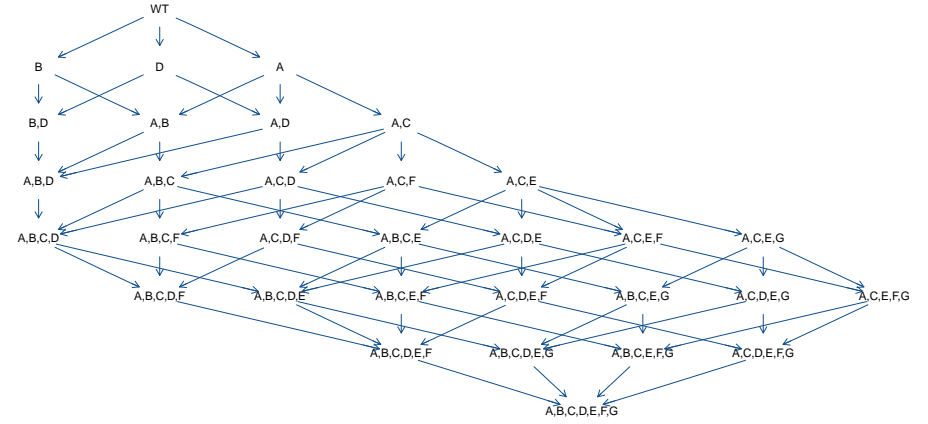 WT
B D A
B,D A,B A,D A,C
A,B,D A,B,C A,C,D A,C,F A,C,E
A,B,C,D A,B,C,F A,C,D,F A,B,C,E A,C,D,E A,C,E,F A,C,E,G
A,B,C,D,F A,B,C,D,E A,B,C,E,F A,C,D,E,F A,B,C,E,G A,C,D,E,G A,C,E,F,G
A,B,C,D,E,F A,B,C,D,E,G A,B,C,E,F,G A,C,D,E,F,G
A,B,C,D,E,F,G